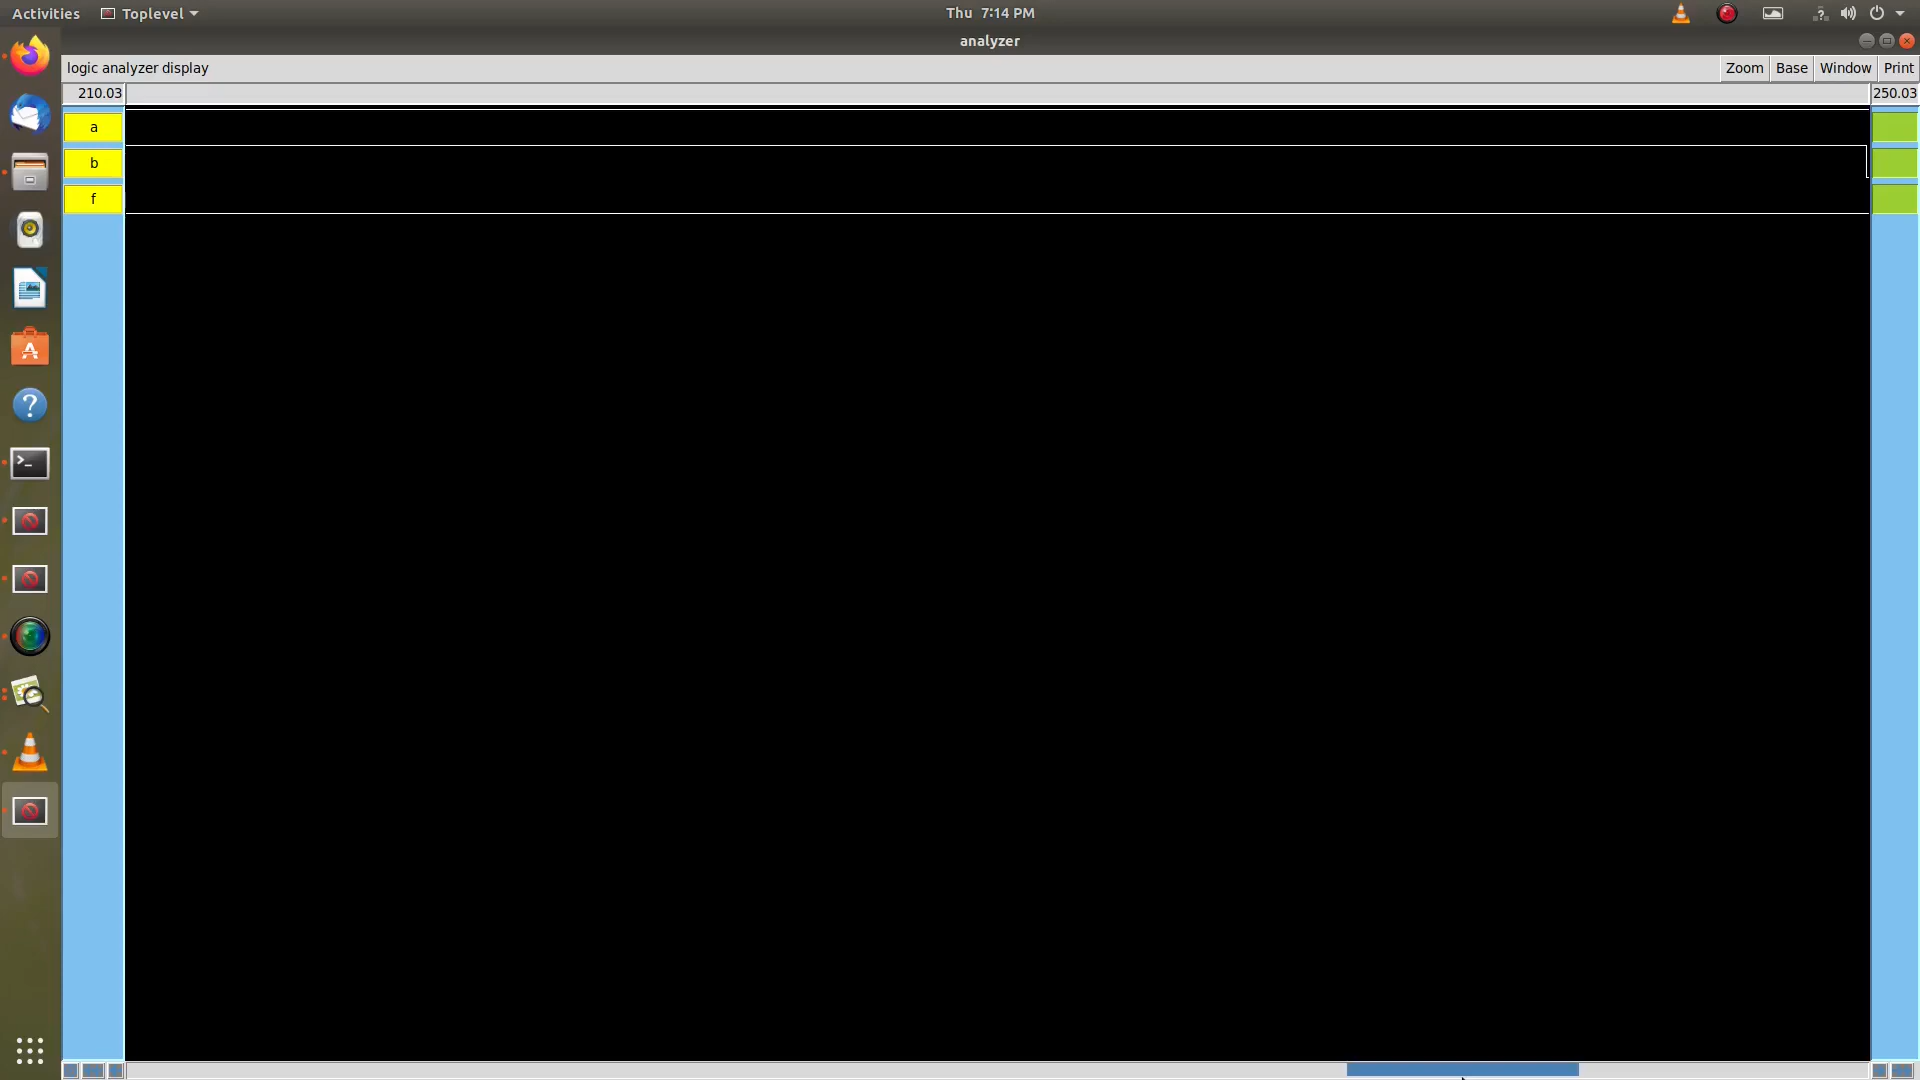 Activities Toplevel Thu 7:14 PM
analyzer
logic analyzer display Zoom Base Window Print
210.03 250.03
a
b
f